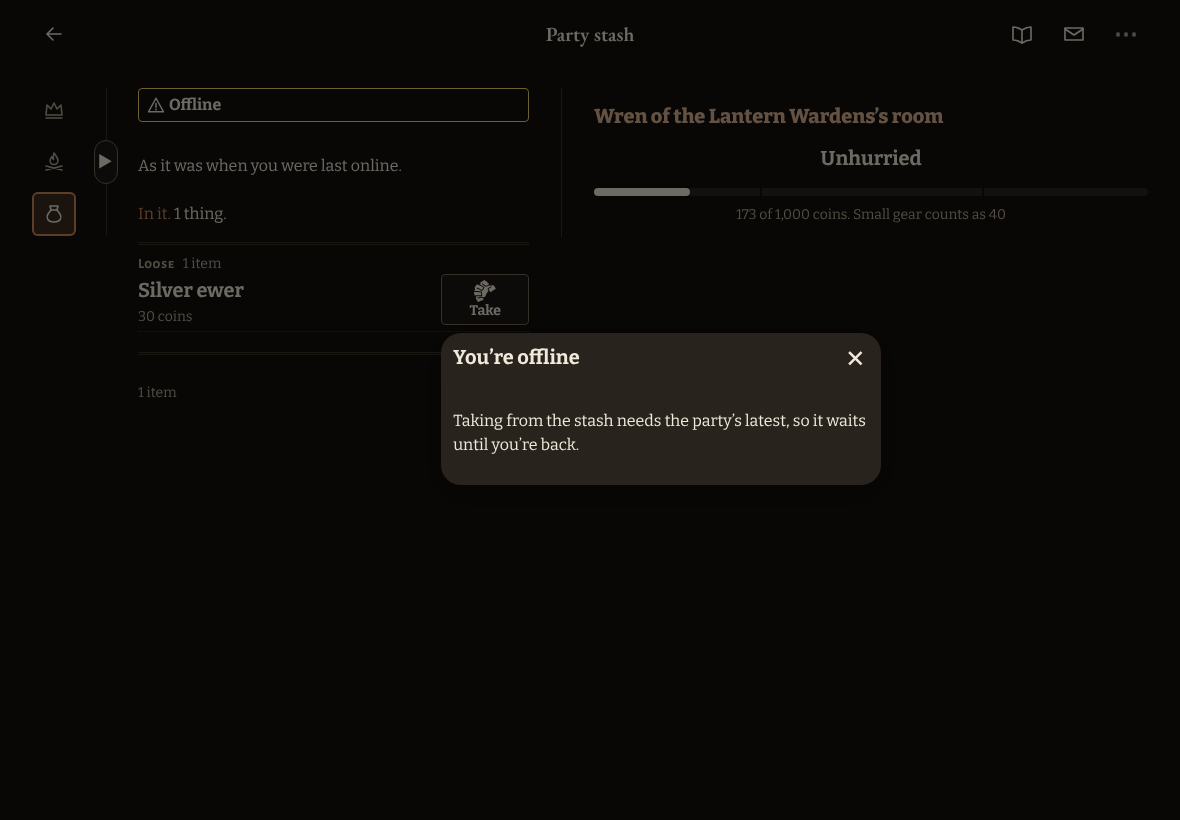 Party stash
Offline
As it was when you were last online.
In it. 1 thing.
Loose 1 item
Silver ewer
30 coins
Take
1 item
Wren of the Lantern Wardens’s room
Unhurried
173 of 1,000 coins. Small gear counts as 40
You’re offline
Taking from the stash needs the party’s latest, so it waits
until you’re back.